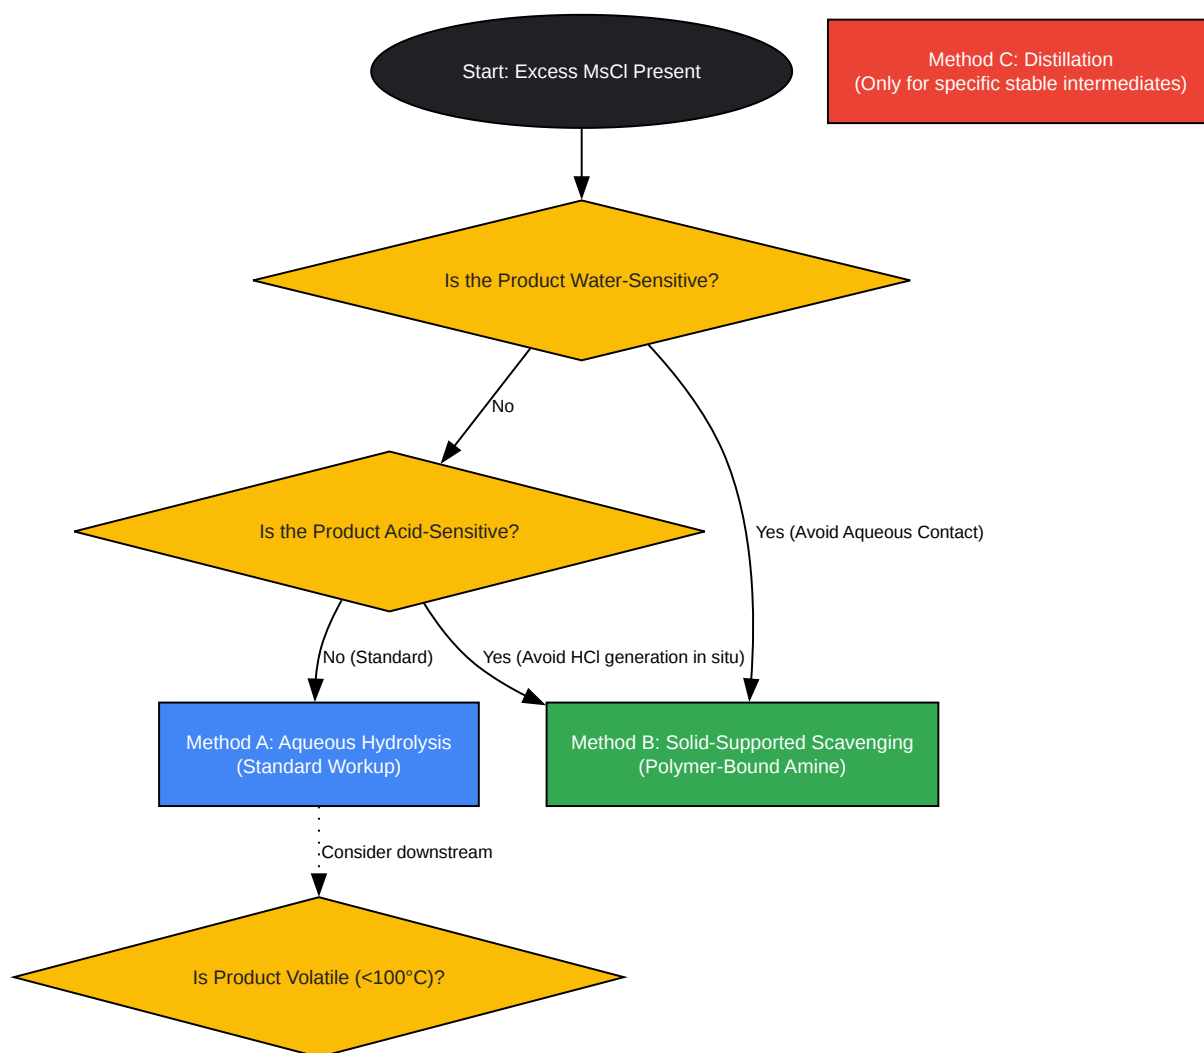 Start: Excess MsCl Present
Method C: Distillation
(Only for specific stable intermediates)
Is the Product Water-Sensitive?
No
Is the Product Acid-Sensitive?
Yes (Avoid Aqueous Contact)
No (Standard)
Yes (Avoid HCl generation in situ)
Method A: Aqueous Hydrolysis
(Standard Workup)
Method B: Solid-Supported Scavenging
(Polymer-Bound Amine)
Consider downstream
Is Product Volatile (<100°C)?